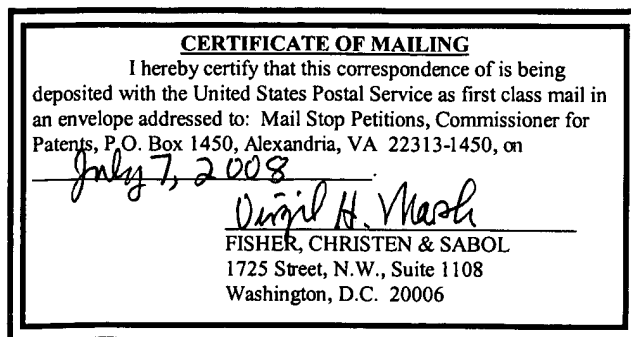 CERTIFICATE OF MAILING
I hereby certify that this correspondence of is being
deposited with the United States Postal Service as first class mail in
an envelope addressed to: Mail Stop Petitions, Commissioner for
Patents, P.O. Box 1450, Alexandria, VA 22313-1450, on
July 7, 2008.
Virgil H. Marsh
FISHER, CHRISTEN & SABOL
1725 Street, N.W., Suite 1108
Washington, D.C. 20006